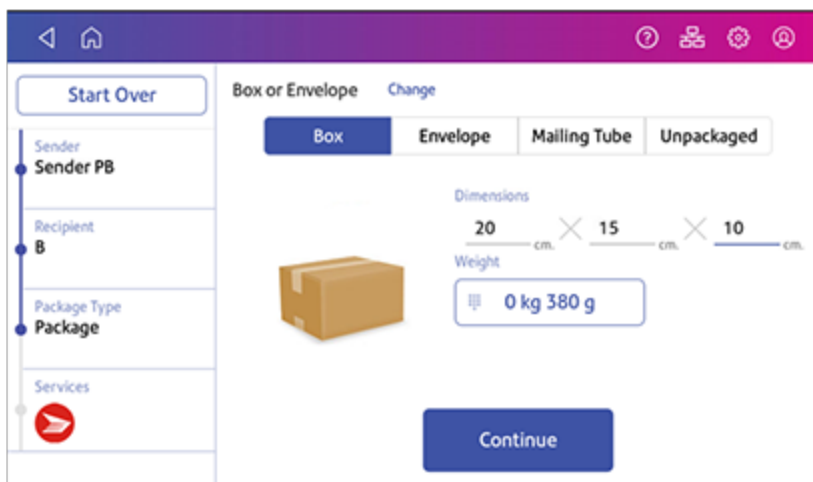 Start Over
Sender
Sender PB
Recipient
B
Package Type
Package
Services
Box or Envelope Change
Box Envelope Mailing Tube Unpackaged
Dimensions
20 cm. 15 cm. 10 cm.
Weight
0 kg 380 g
Continue